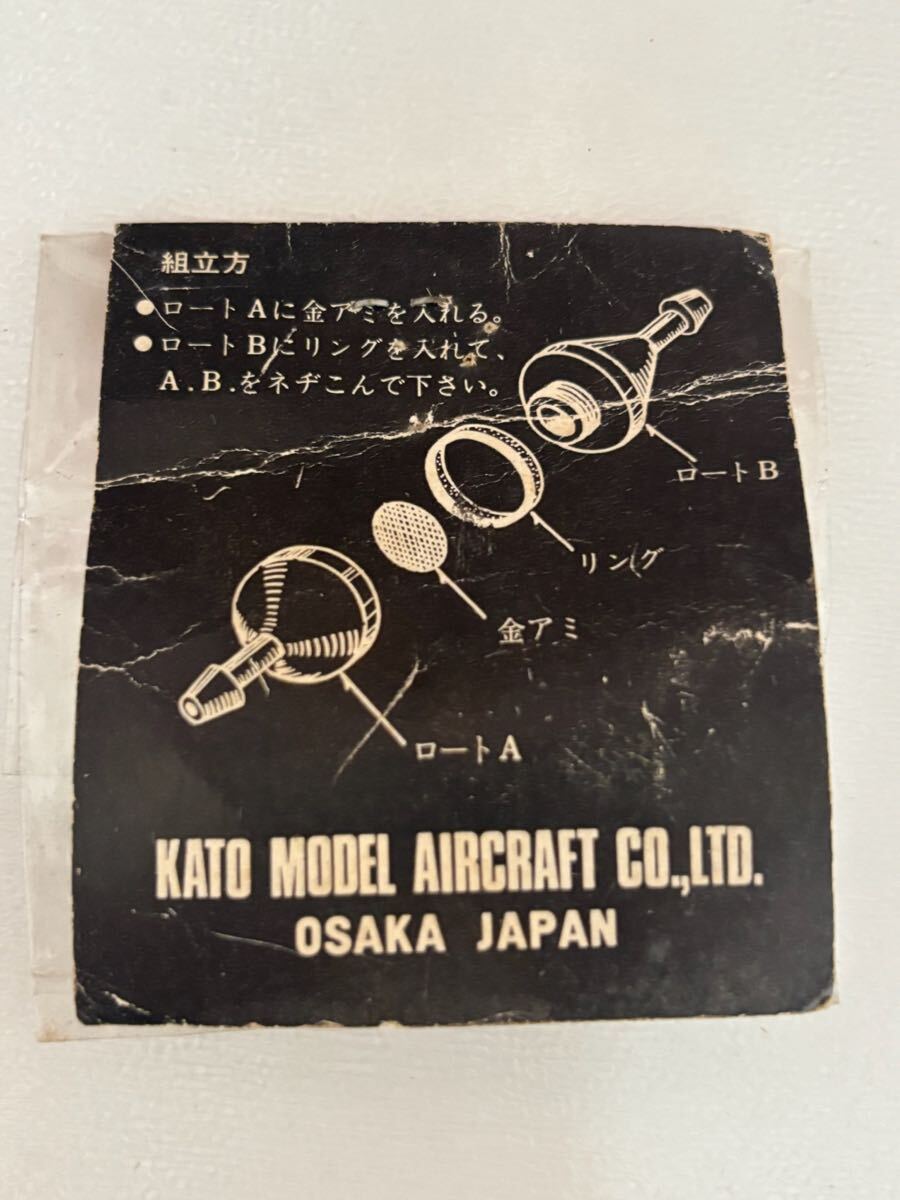 組立方
●ロートAに金アミを入れる。
●ロートBにリングを入れて、
A.B.をネヂこんで下さい。
ロートB
リング
金アミ
ロートA
KATO MODEL AIRCRAFT CO.,LTD.
OSAKA JAPAN